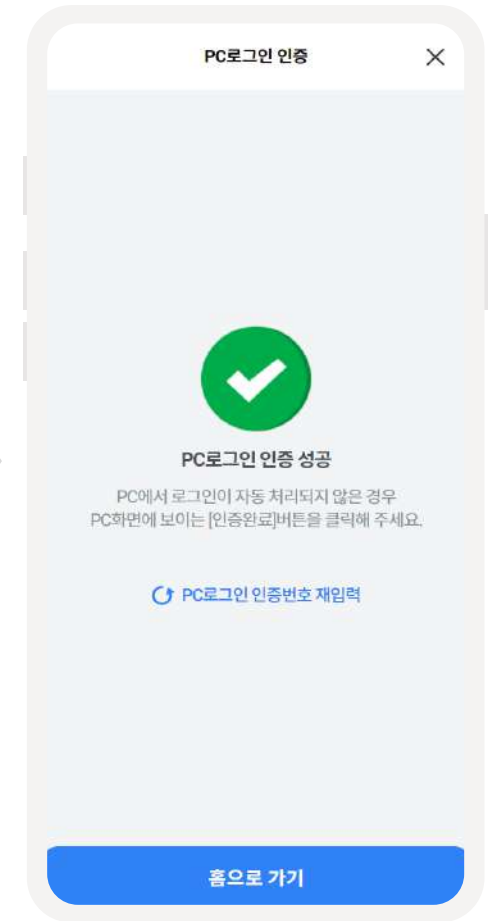 PC로그인 인증
PC로그인 인증 성공
PC에서 로그인이 자동 처리되지 않은 경우
PC화면에 보이는 [인증완료]버튼을 클릭해 주세요.
PC로그인 인증번호 재입력
홈으로 가기